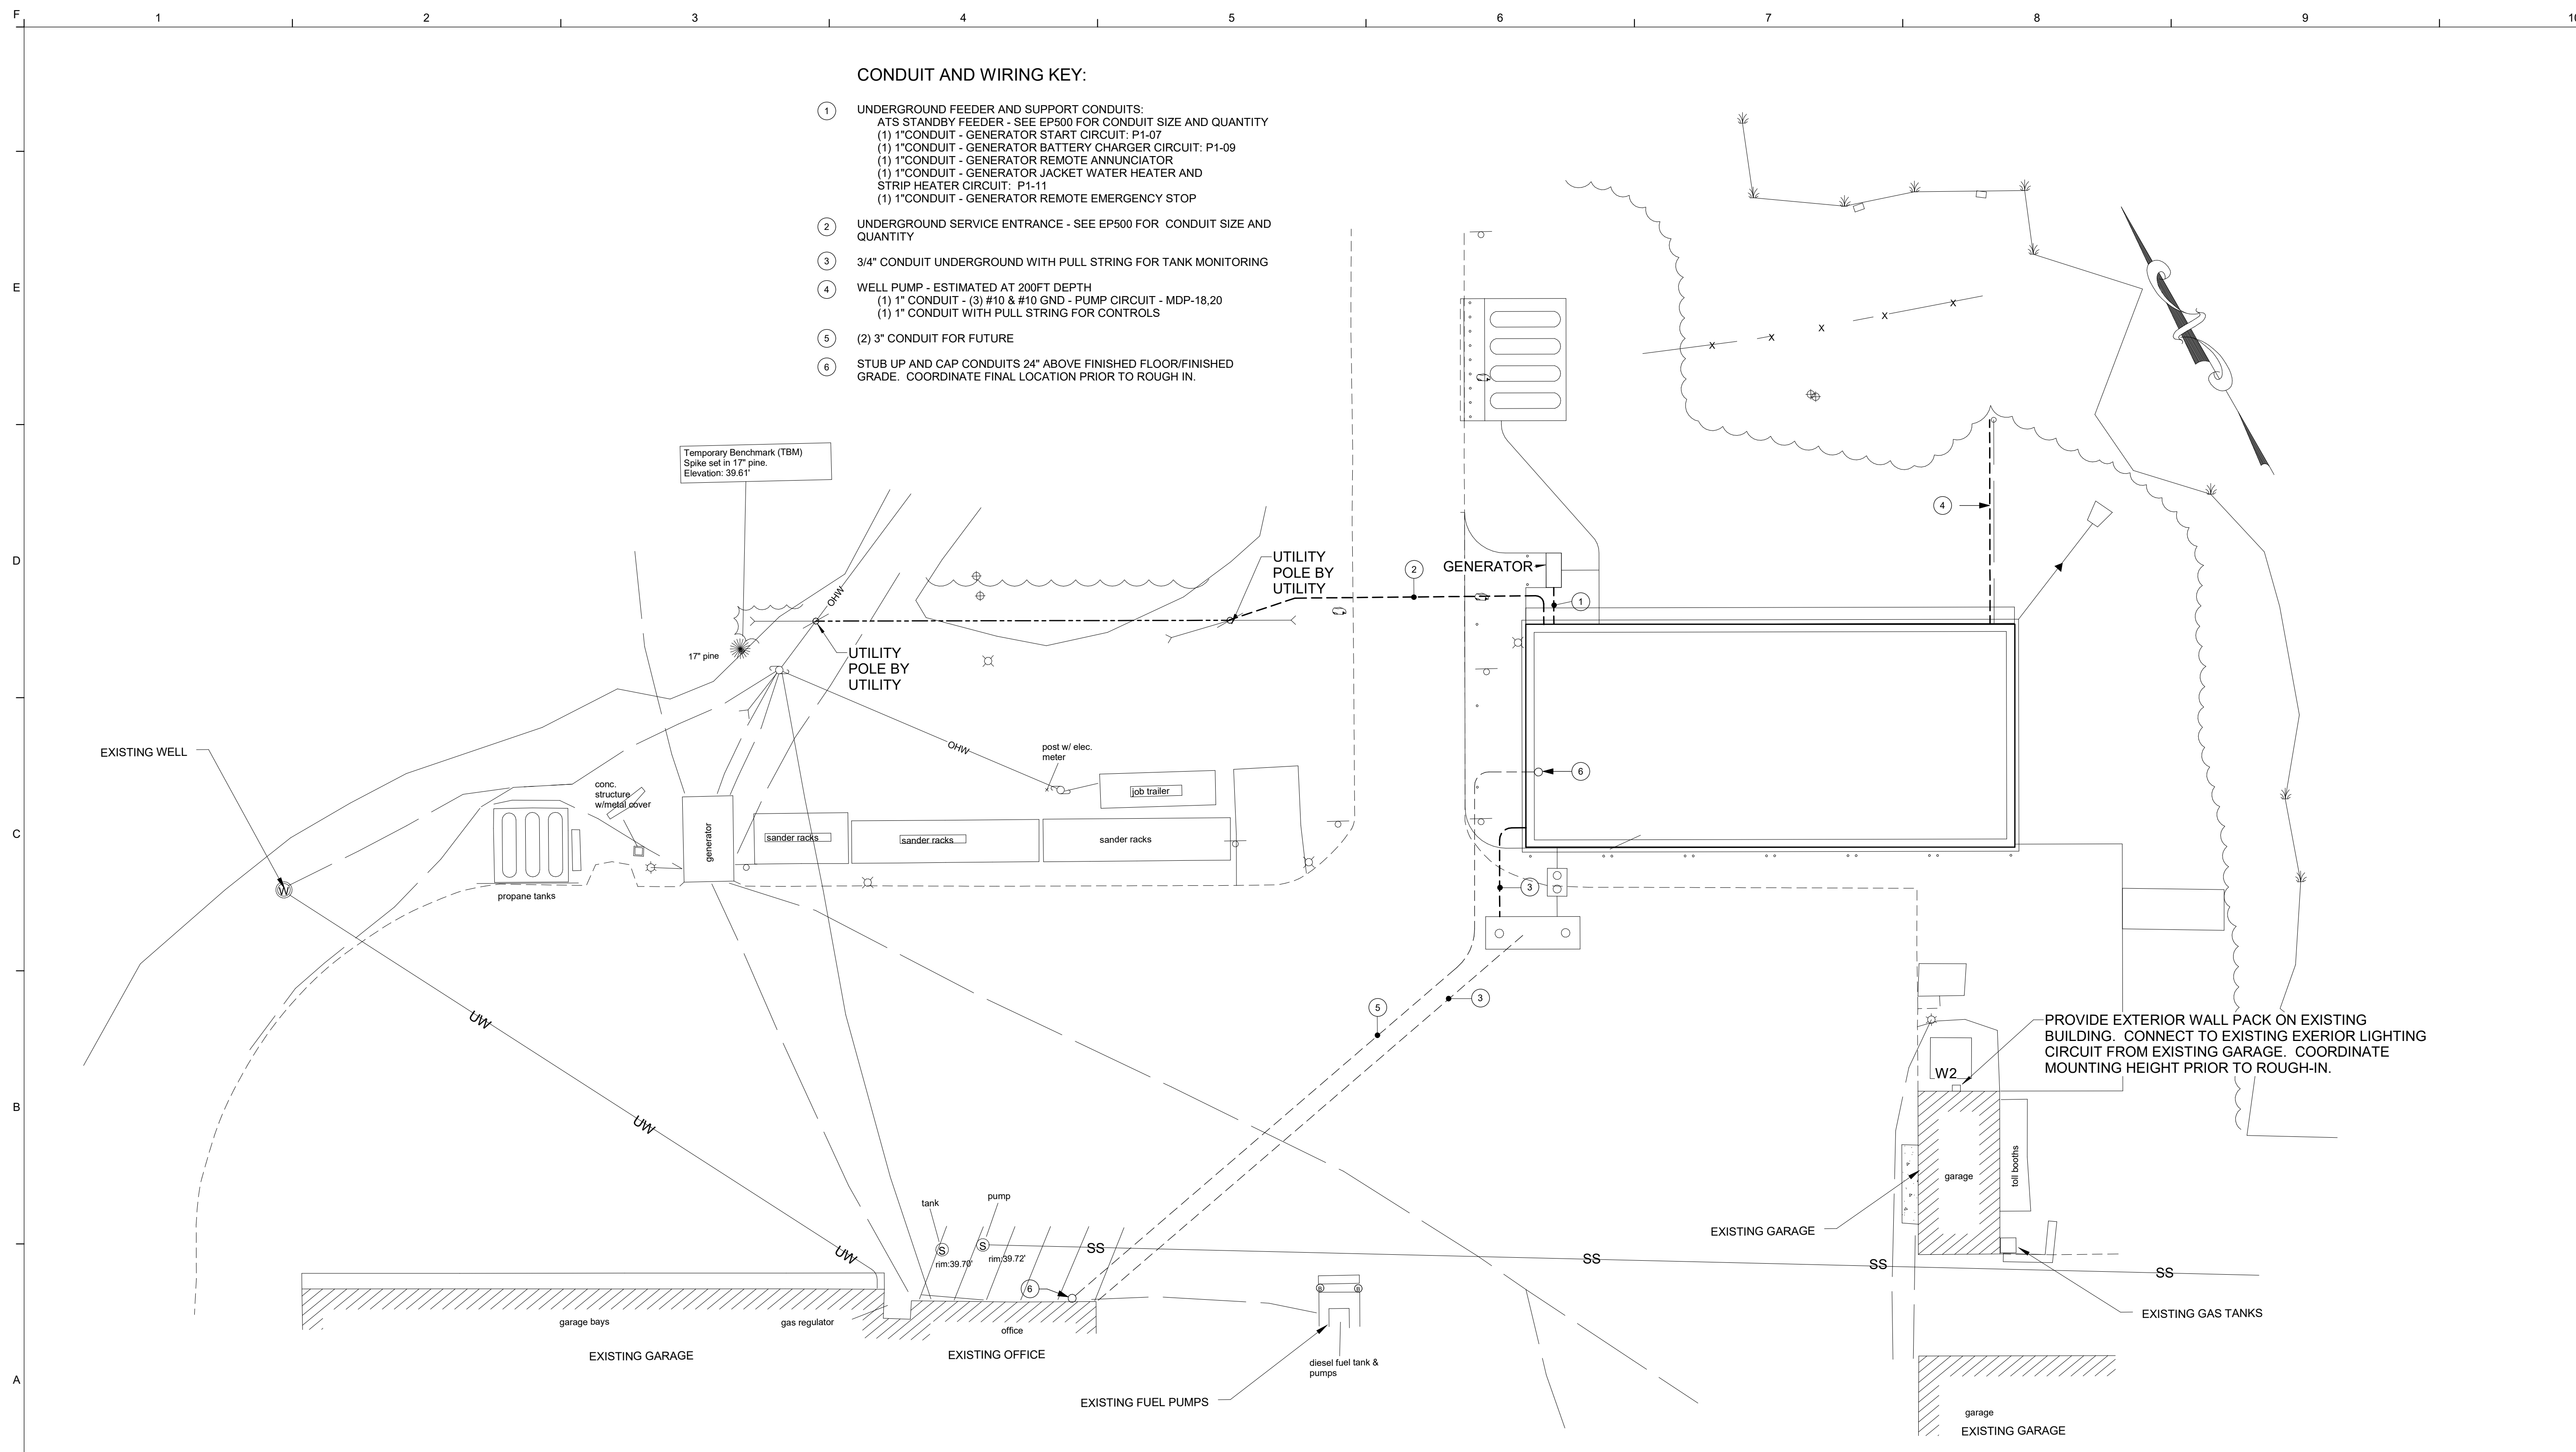 F
1
2
3
4
5
6
7
8
9
CONDUIT AND WIRING KEY:
1
UNDERGROUND FEEDER AND SUPPORT CONDUITS:
ATS STANDBY FEEDER - SEE EP500 FOR CONDUIT SIZE AND QUANTITY
(1) 1"CONDUIT - GENERATOR START CIRCUIT: P1-07
(1) 1"CONDUIT - GENERATOR BATTERY CHARGER CIRCUIT: P1-09
(1) 1"CONDUIT - GENERATOR REMOTE ANNUNCIATOR
(1) 1"CONDUIT - GENERATOR JACKET WATER HEATER AND
STRIP HEATER CIRCUIT: P1-11
(1) 1"CONDUIT - GENERATOR REMOTE EMERGENCY STOP
2
UNDERGROUND SERVICE ENTRANCE - SEE EP500 FOR CONDUIT SIZE AND
QUANTITY
3
3/4" CONDUIT UNDERGROUND WITH PULL STRING FOR TANK MONITORING
E
4
WELL PUMP - ESTIMATED AT 200FT DEPTH
(1) 1" CONDUIT - (3) #10 & #10 GND - PUMP CIRCUIT - MDP-18,20
(1) 1" CONDUIT WITH PULL STRING FOR CONTROLS
5
(2) 3" CONDUIT FOR FUTURE
6
STUB UP AND CAP CONDUITS 24" ABOVE FINISHED FLOOR/FINISHED
GRADE. COORDINATE FINAL LOCATION PRIOR TO ROUGH IN.
X
X
X
X
X
Temporary Benchmark (TBM)
Spike set in 17" pine.
Elevation: 39.61'
4
D
UTILITY
POLE BY
UTILITY
2
GENERATOR
1
OHW
17" pine
UTILITY
POLE BY
UTILITY
OHW
post w/ elec.
meter
EXISTING WELL
6
conc.
structure
w/metal cover
job trailer
C
generator
sander racks
sander racks
sander racks
W
propane tanks
3
3
5
UW
PROVIDE EXTERIOR WALL PACK ON EXISTING
BUILDING. CONNECT TO EXISTING EXERIOR LIGHTING
CIRCUIT FROM EXISTING GARAGE. COORDINATE
MOUNTING HEIGHT PRIOR TO ROUGH-IN.
W2
B
UW
garage
toll booths
tank
pump
EXISTING GARAGE
UW
S
S
rim:39.70'
rim:39.72'
SS
SS
SS
SS
6
EXISTING GAS TANKS
garage bays
gas regulator
office
EXISTING GARAGE
EXISTING OFFICE
diesel fuel tank &
pumps
A
EXISTING FUEL PUMPS
garage
EXISTING GARAGE